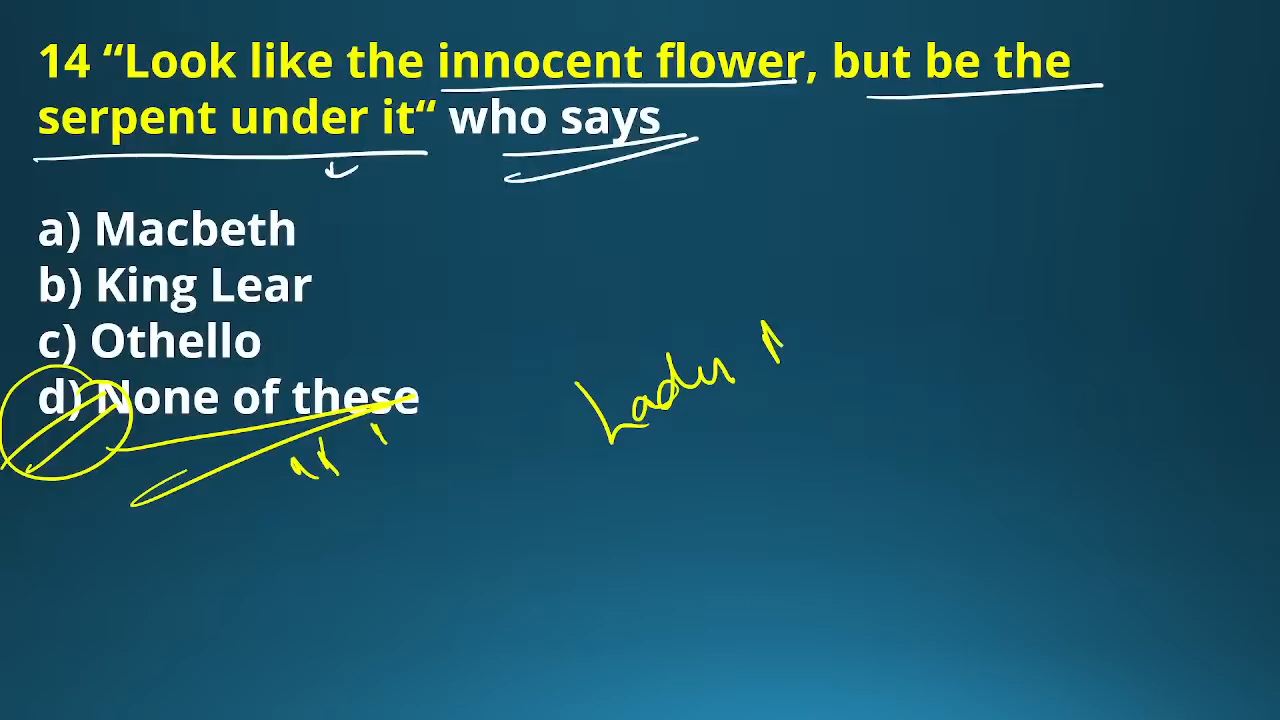 14 “Look like the innocent flower, but be the
serpent under it“ who says
a) Macbeth
b) King Lear
c) Othello
d) None of these
Lady